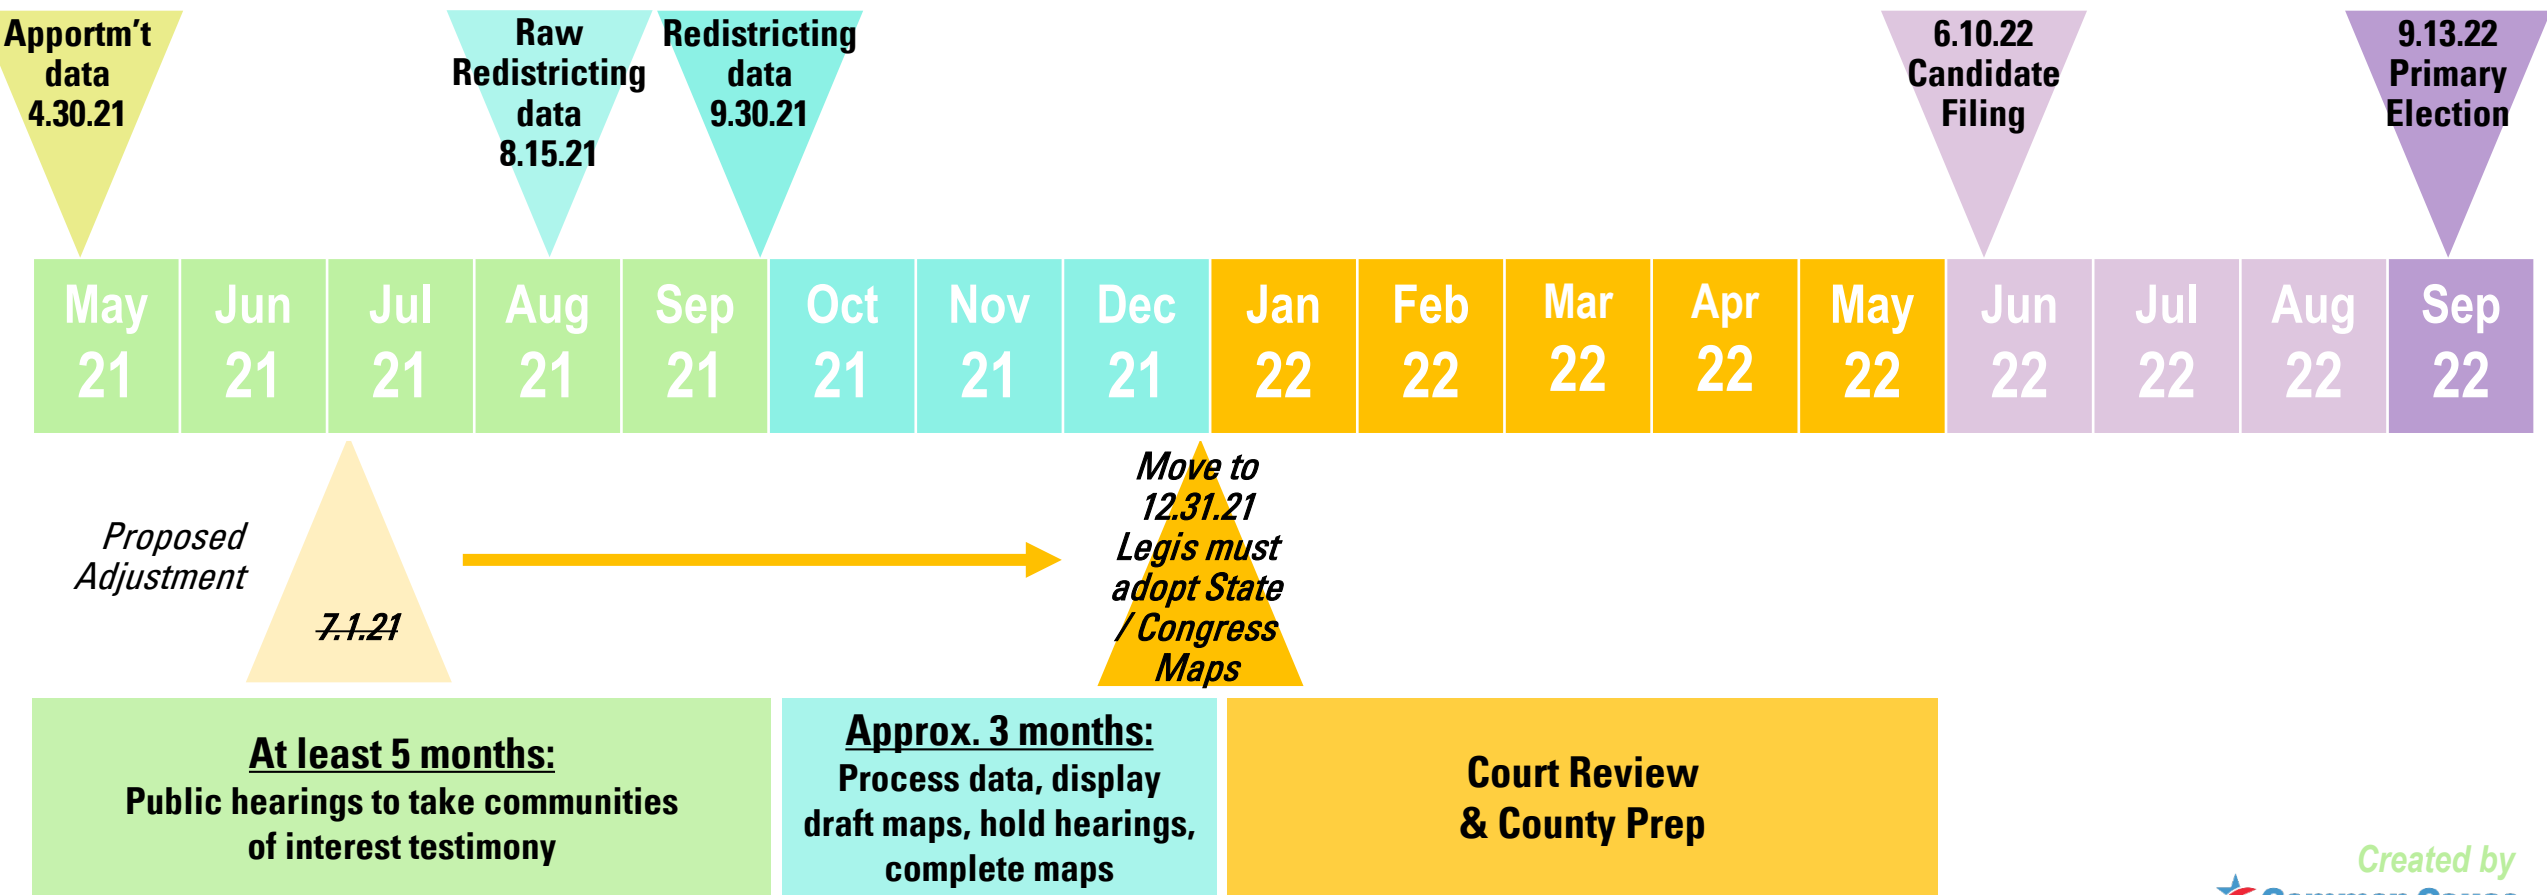 Apportm't
data
4.30.21
Raw
Redistricting
data
8.15.21
Redistricting
data
9.30.21
6.10.22
Candidate
Filing
9.13.22
Primary
Election
May
21
Jun
21
Jul
21
Aug
21
Sep
21
Oct
21
Nov
21
Dec
21
Jan
22
Feb
22
Mar
22
Apr
22
May
22
Jun
22
Jul
22
Aug
22
Sep
22
Proposed
Adjustment
7.1.21
Move to
12.31.21
Legis must
adopt State
/ Congress
Maps
At least 5 months:
Public hearings to take communities
of interest testimony
Approx. 3 months:
Process data, display
draft maps, hold hearings,
complete maps
Court Review
& County Prep
Created by
Common Cause